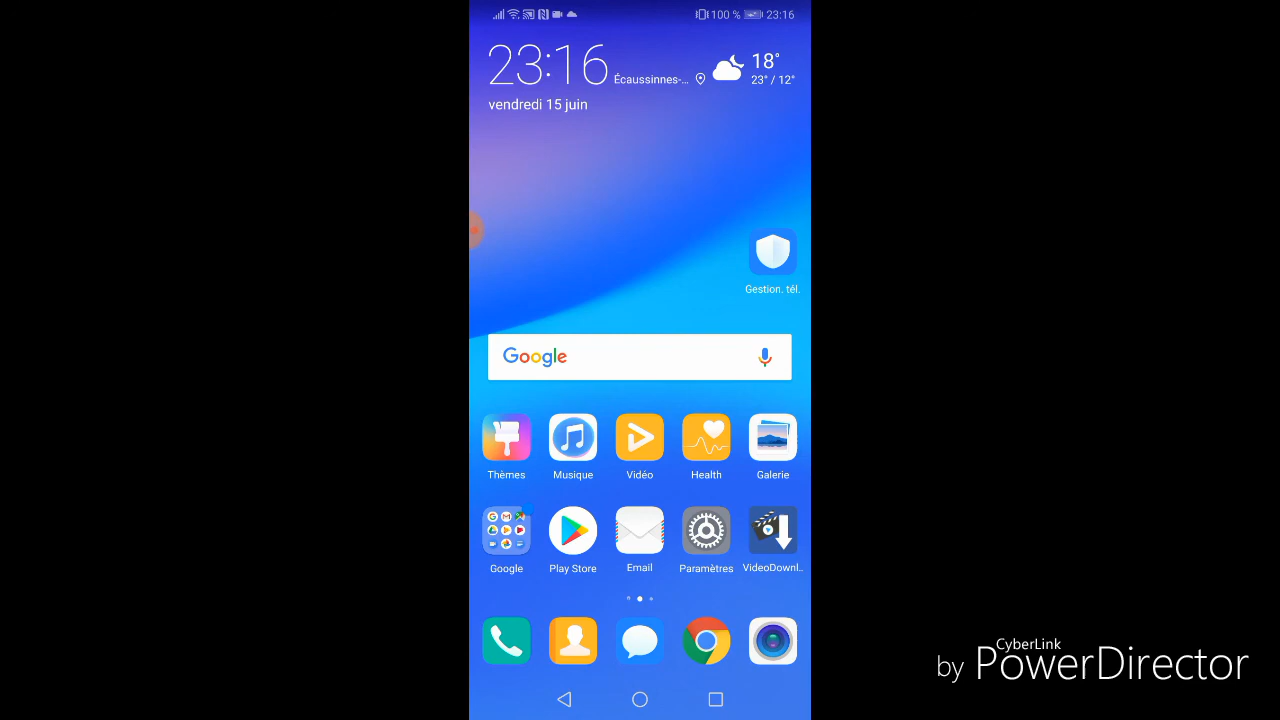 100 % 23:16
23:16 Écaussinnes-... 18°
23° / 12°
vendredi 15 juin
Gestion. tél.
Google
Thèmes Musique Vidéo Health Galerie
Google Play Store Email Paramètres VideoDownl..
CyberLink
by PowerDirector